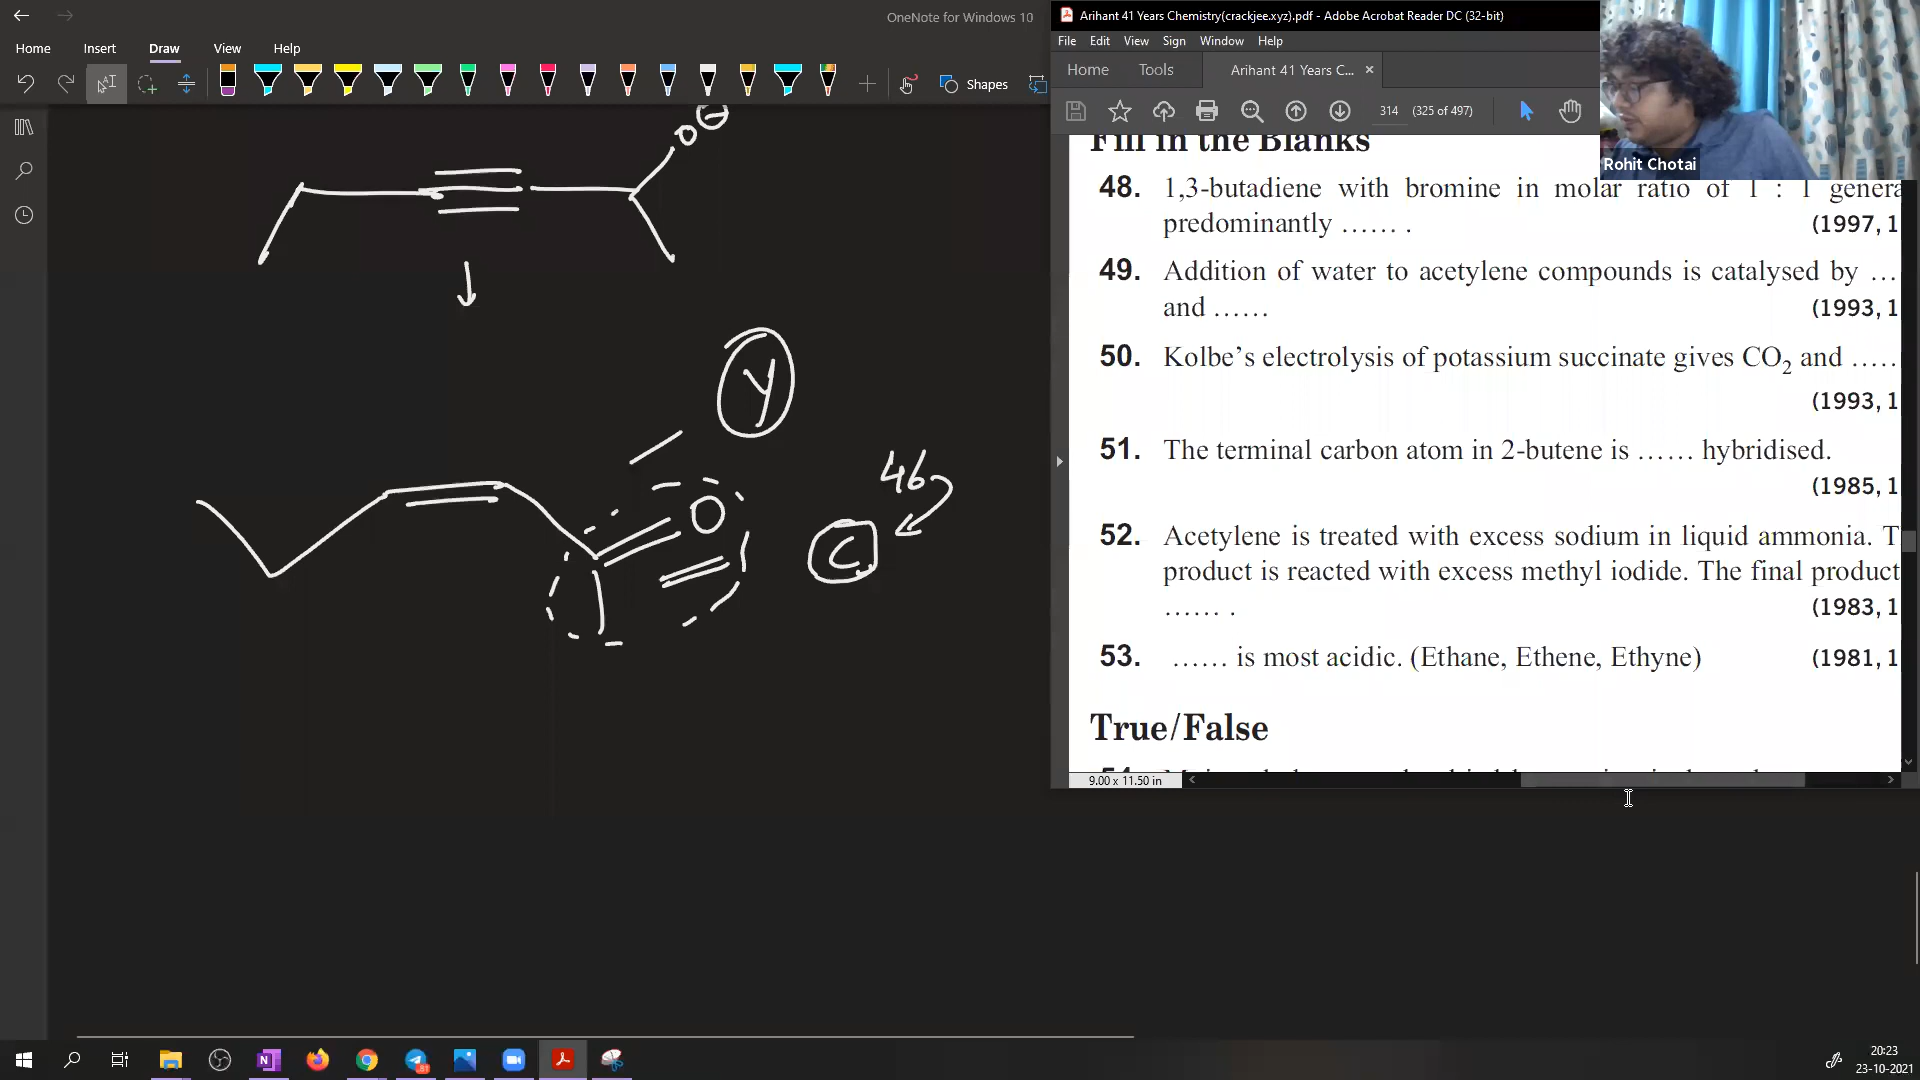 OneNote for Windows 10
Home Insert Draw View Help
Shapes
O⊖
Y
O
46
C
Arihant 41 Years Chemistry(crackjee.xyz).pdf - Adobe Acrobat Reader DC (32-bit)
File Edit View Sign Window Help
Home Tools Arihant 41 Years C... ×
314 (325 of 497)
Rohit Chotai
Fill in the Blanks
48. 1,3-butadiene with bromine in molar ratio of 1 : 1 genera
predominantly ...... .
(1997, 1
49. Addition of water to acetylene compounds is catalysed by ...
and ......
(1993, 1
50. Kolbe's electrolysis of potassium succinate gives CO₂ and .....
(1993, 1
51. The terminal carbon atom in 2-butene is ...... hybridised.
(1985, 1
52. Acetylene is treated with excess sodium in liquid ammonia. T
product is reacted with excess methyl iodide. The final product
...... .
(1983, 1
53. ...... is most acidic. (Ethane, Ethene, Ethyne)
(1981, 1
True/False
9.00 x 11.50 in
20:23
23-10-2021